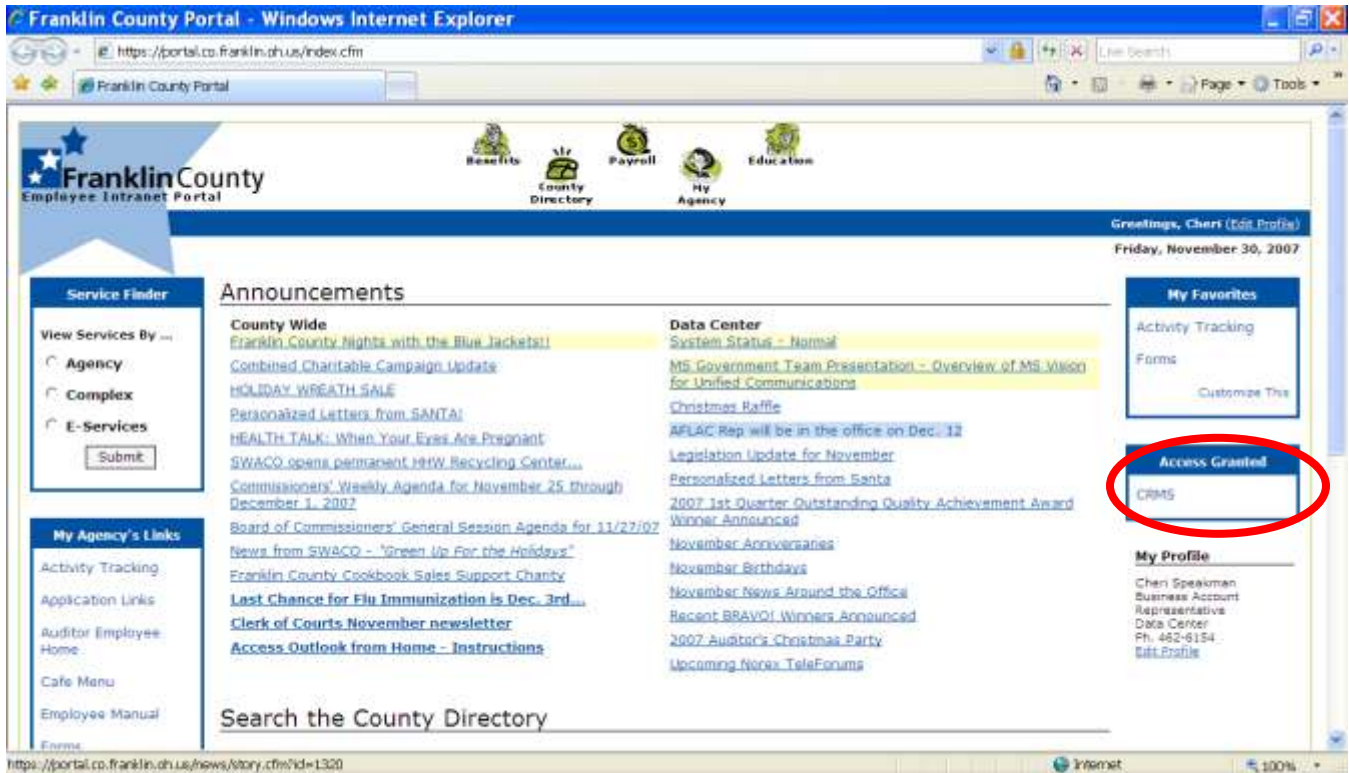 Franklin County Portal - Windows Internet Explorer
https://portal.co.franklin.oh.us/index.cfm
Live Search
Franklin County Portal
Page
Tools
Franklin County
Employee Intranet Portal
Benefits
County
Directory
Payroll
My
Agency
Education
Greetings, Cheri (Edit Profile)
Friday, November 30, 2007
Service Finder
View Services By ...
Agency
Complex
E-Services
Submit
My Agency's Links
Activity Tracking
Application Links
Auditor Employee
Home
Cafe Menu
Employee Manual
Forms
Announcements
County Wide
Franklin County Nights with the Blue Jackets!!
Combined Charitable Campaign Update
HOLIDAY WREATH SALE
Personalized Letters from SANTA!
HEALTH TALK: When Your Eyes Are Pregnant
SWACO opens permanent HHW Recycling Center...
Commissioners' Weekly Agenda for November 25 through
December 1, 2007
Board of Commissioners' General Session Agenda for 11/27/07
News from SWACO - "Green Up For the Holidays"
Franklin County Cookbook Sales Support Charity
Last Chance for Flu Immunization is Dec. 3rd...
Clerk of Courts November newsletter
Access Outlook from Home - Instructions
Data Center
System Status - Normal
MS Government Team Presentation - Overview of MS Vision
for Unified Communications
Christmas Raffle
AFLAC Rep will be in the office on Dec. 12
Legislation Update for November
Personalized Letters from Santa
2007 1st Quarter Outstanding Quality Achievement Award
Winner Announced
November Anniversaries
November Birthdays
November News Around the Office
Recent BRAVO! Winners Announced
2007 Auditor's Christmas Party
Upcoming Norex TeleForums
Search the County Directory
My Favorites
Activity Tracking
Forms
Customize This
Access Granted
CRMS
My Profile
Cheri Speakman
Business Account
Representative
Data Center
Ph. 462-6154
Edit Profile
https://portal.co.franklin.oh.us/news/story.cfm?id=1320
Internet
100%